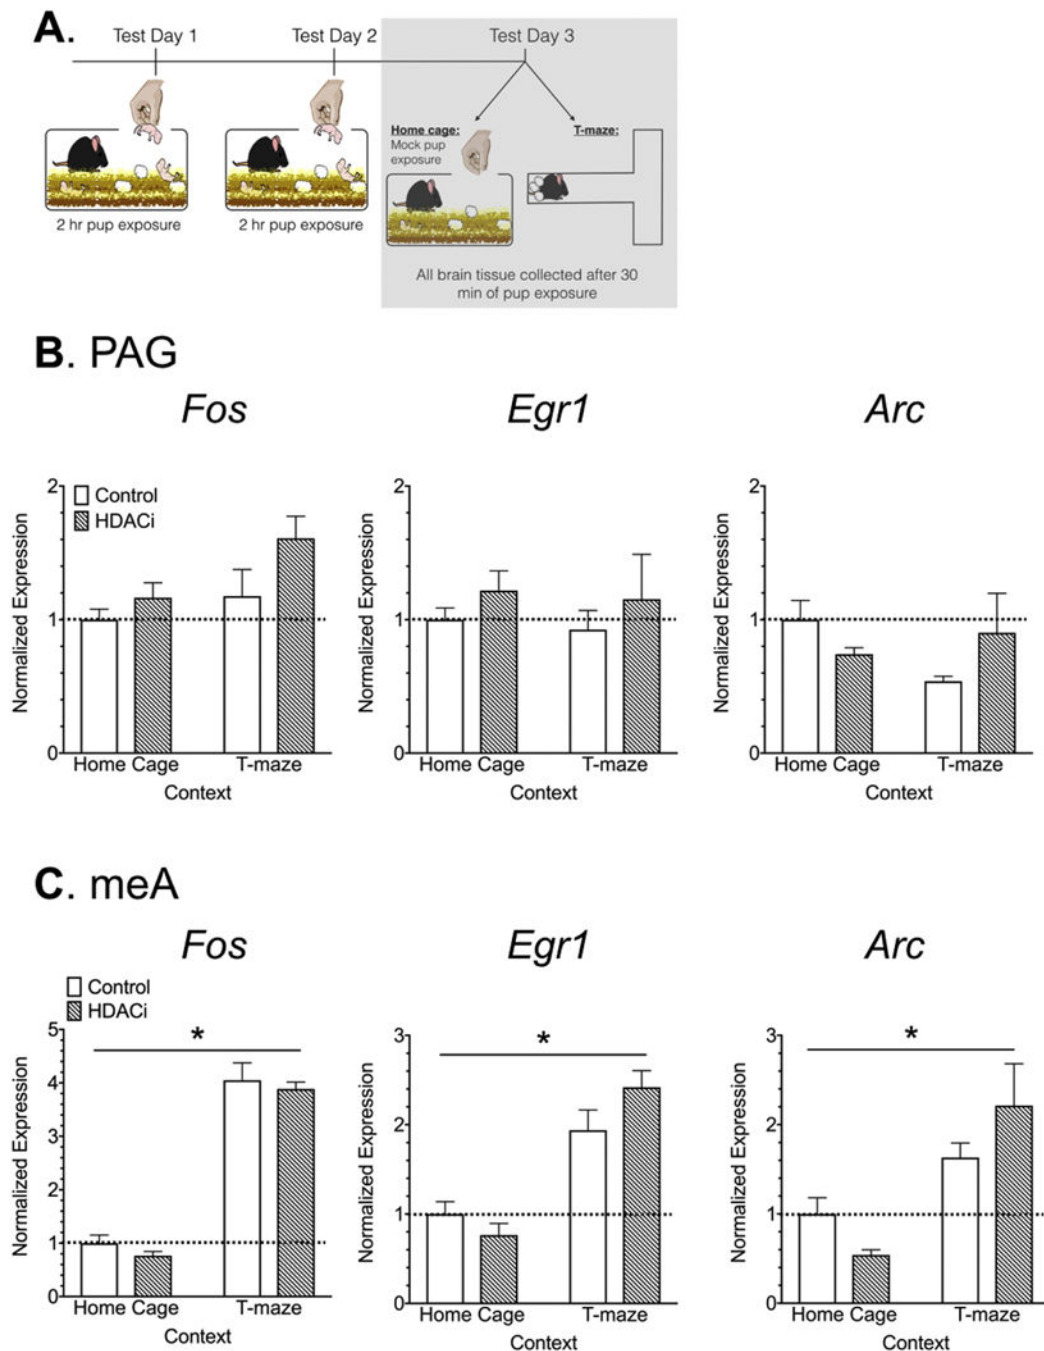 A.
Test Day 1
Test Day 2
Test Day 3
Home cage:
Mock pup
exposure
T-maze:
2 hr pup exposure
2 hr pup exposure
All brain tissue collected after 30
min of pup exposure
B. PAG
Fos
Egr1
Arc
Control
HDACi
Normalized Expression
2
1
0
Home Cage
T-maze
Context
Normalized Expression
2
1
0
Home Cage
T-maze
Context
Normalized Expression
2
1
0
Home Cage
T-maze
Context
C. meA
Fos
Egr1
Arc
Control
HDACi
*
Normalized Expression
5
4
3
2
1
0
Home Cage
T-maze
Context
*
Normalized Expression
3
2
1
0
Home Cage
T-maze
Context
*
Normalized Expression
3
2
1
0
Home Cage
T-maze
Context